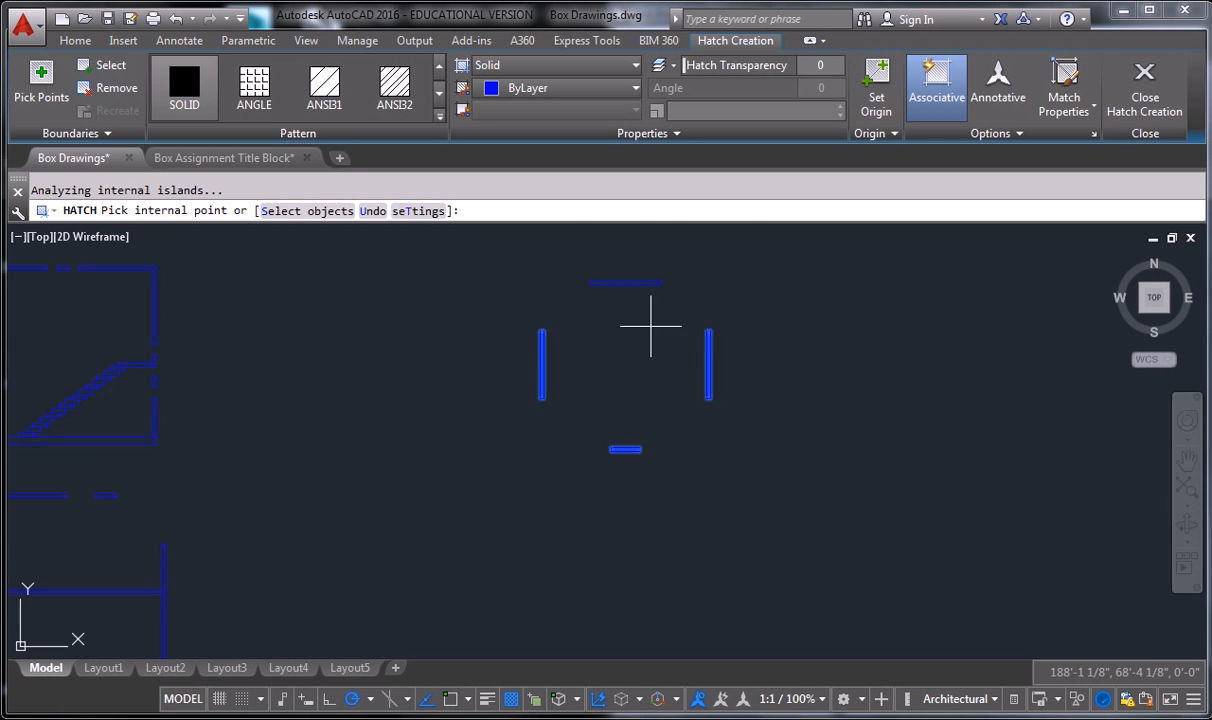 Autodesk AutoCAD 2016 - EDUCATIONAL VERSION Box Drawings.dwg Type a keyword or phrase Sign In
Home Insert Annotate Parametric View Manage Output Add-ins A360 Express Tools BIM 360 Hatch Creation
Pick Points
Select
Remove
Recreate
Boundaries
SOLID ANGLE ANSI31 ANSI32
Pattern
Solid
ByLayer
Hatch Transparency 0
Angle 0
Properties
Set
Origin
Origin
Associative Annotative
Match
Properties
Options
Close
Hatch Creation
Close
Box Drawings* Box Assignment Title Block*
Analyzing internal islands...
HATCH Pick internal point or [Select objects Undo seTtings]:
[−][Top][2D Wireframe]
N
W TOP E
S
WCS
Y
X
Model Layout1 Layout2 Layout3 Layout4 Layout5 +
188'-1 1/8", 68'-4 1/8", 0'-0"
MODEL 1:1 / 100% Architectural